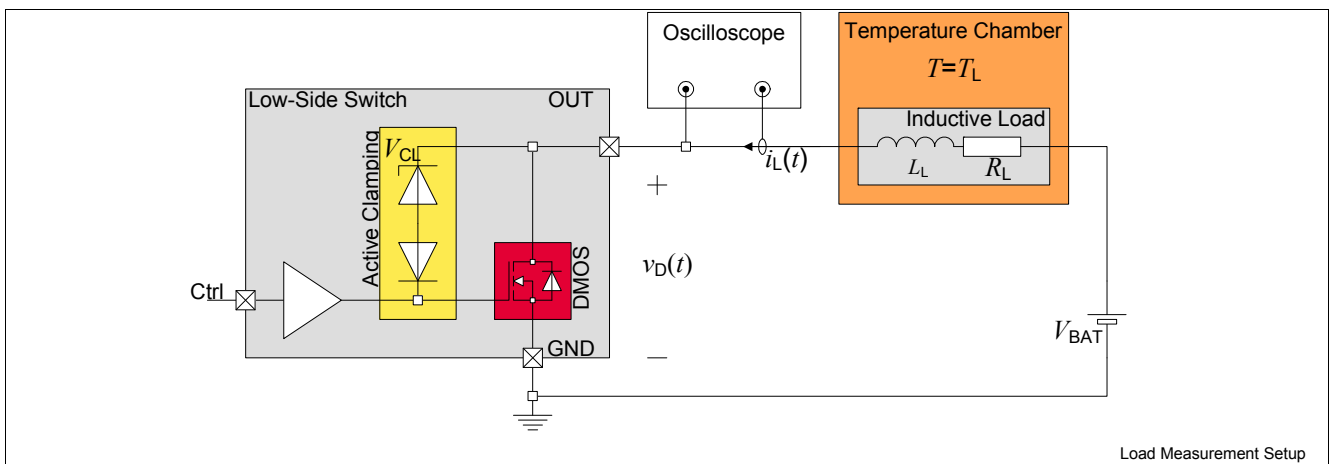 Oscilloscope
Temperature Chamber
T=TL
Low-Side Switch
OUT
Inductive Load
Active Clamping
VCL
iL(t)
LL
RL
+
vD(t)
DMOS
Ctrl
VBAT
GND
–
Load Measurement Setup